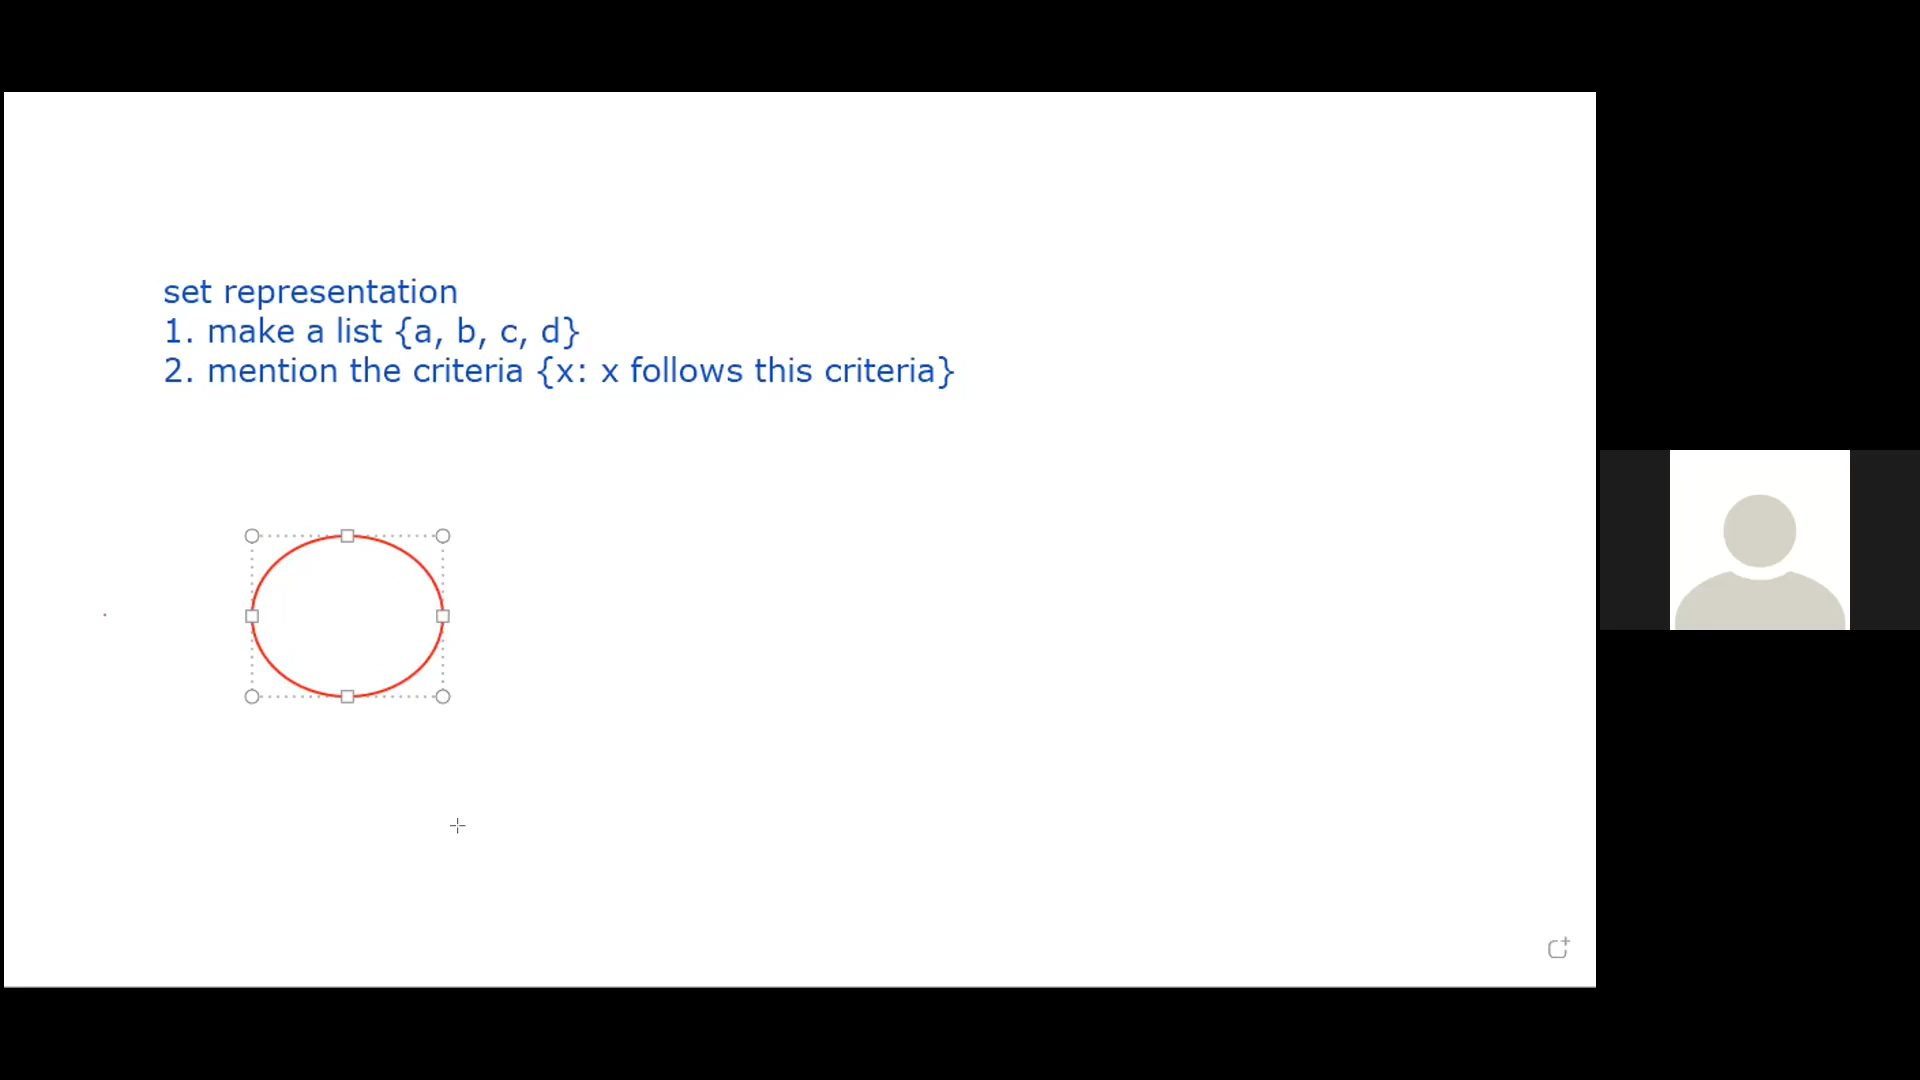 set representation
1. make a list {a, b, c, d}
2. mention the criteria {x: x follows this criteria}